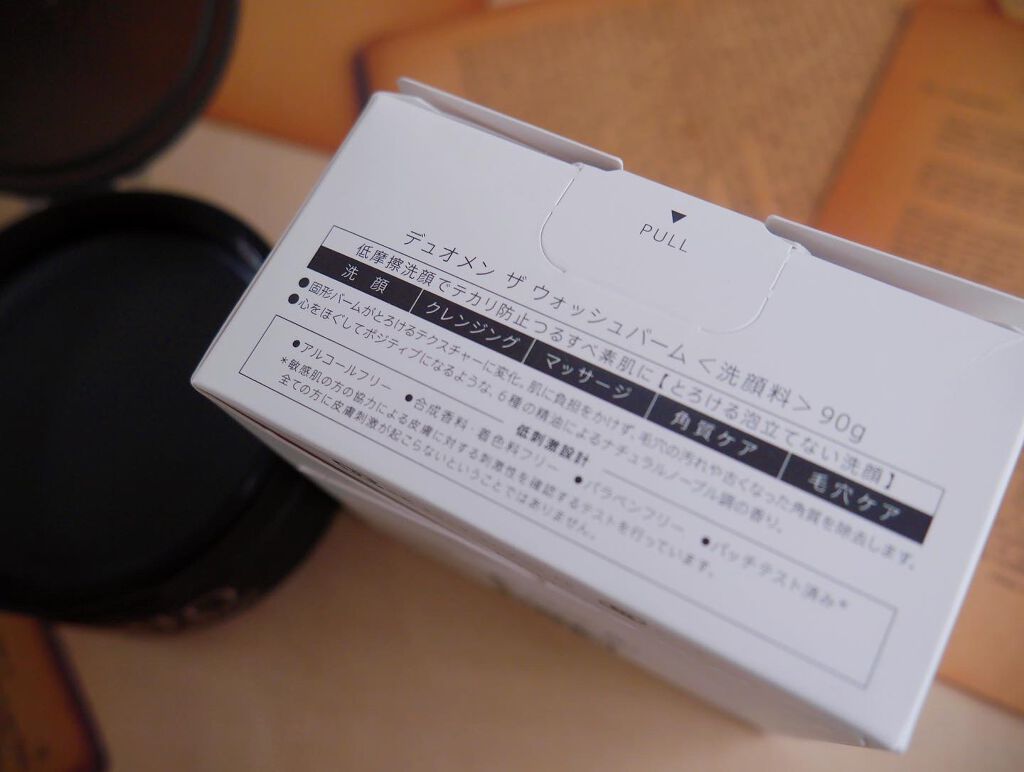 ▼
PULL
デュオメン ザ ウォッシュバーム <洗顔料> 90g
低摩擦洗顔でテカリ防止つるすべ素肌に【とろける泡立てない洗顔】
洗顔 クレンジング マッサージ 角質ケア 毛穴ケア
●固形バームがとろけるテクスチャーに変化。肌に負担をかけず、毛穴の汚れや古くなった角質を除去します。
●心をほぐしてポジティブになるような、6種の精油によるナチュラルノーブル調の香り。
低刺激設計
●アルコールフリー ●合成香料・着色料フリー ●パラベンフリー ●パッチテスト済み*
*敏感肌の方の協力による皮膚に対する刺激性を確認するテストを行っています。
全ての方に皮膚刺激が起こらないということではありません。